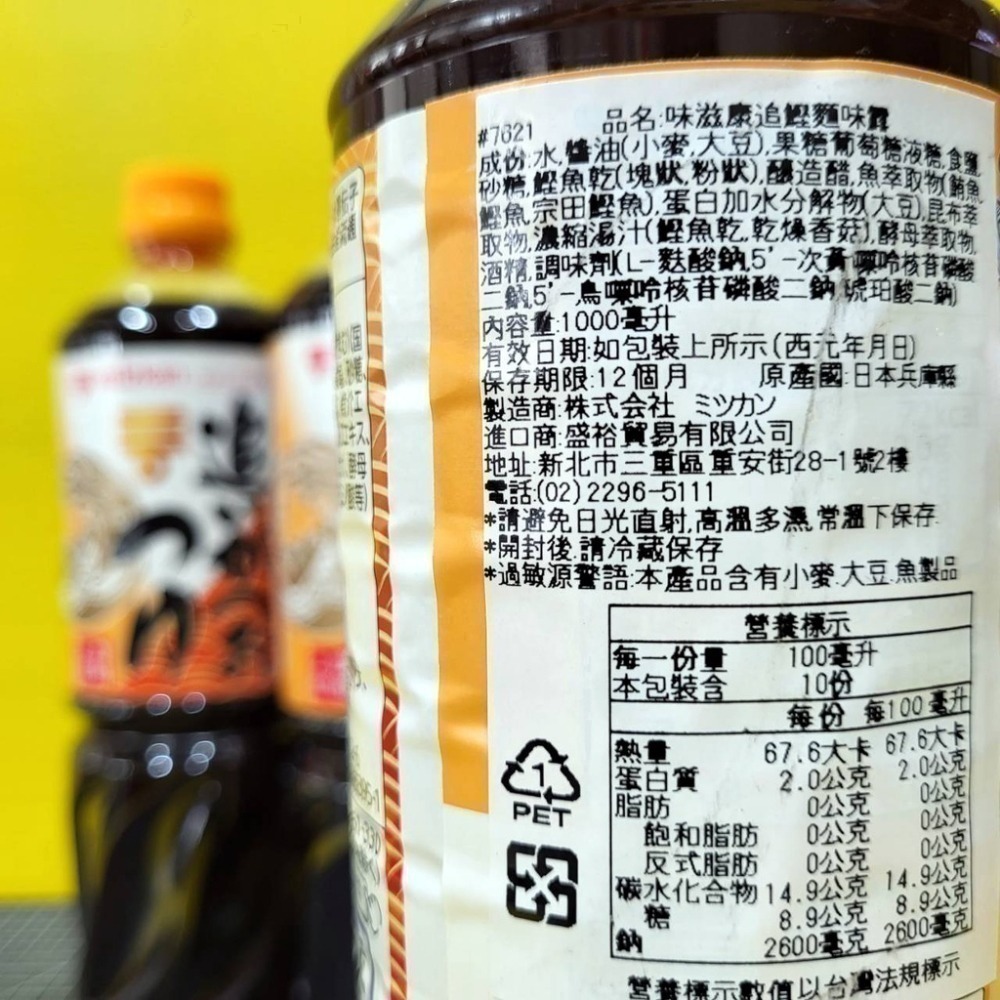 品名:味滋康追鰹麵味露
#7621
成份:水,醬油(小麥,大豆),果糖葡萄糖液糖,食鹽,
砂糖,鰹魚乾(塊狀,粉狀),釀造醋,魚萃取物(鮪魚,
鰹魚,宗田鰹魚),蛋白加水分解物(大豆),昆布萃
取物,濃縮湯汁(鰹魚乾,乾燥香菇),酵母萃取物,
酒精,調味劑(L-麩酸鈉,5'-次黃嘌呤核苷磷酸
二鈉,5'-鳥嘌呤核苷磷酸二鈉,琥珀酸二鈉)
內容量:1000毫升
有效日期:如包裝上所示(西元年月日)
保存期限:12個月 原產國:日本兵庫縣
製造商:株式会社 ミツカン
進口商:盛裕貿易有限公司
地址:新北市三重區重安街28-1號2樓
電話:(02)2296-5111
*請避免日光直射,高溫多濕,常溫下保存.
*開封後,請冷藏保存
*過敏源警語:本產品含有小麥.大豆.魚製品
營養標示
每一份量 100毫升
本包裝含 10份
每份 每100毫升
熱量 67.6大卡 67.6大卡
蛋白質 2.0公克 2.0公克
脂肪 0公克 0公克
飽和脂肪 0公克 0公克
反式脂肪 0公克 0公克
碳水化合物 14.9公克 14.9公克
糖 8.9公克 8.9公克
鈉 2600毫克 2600毫克
營養標示數值以台灣法規標示
1
PET
追
つゆ